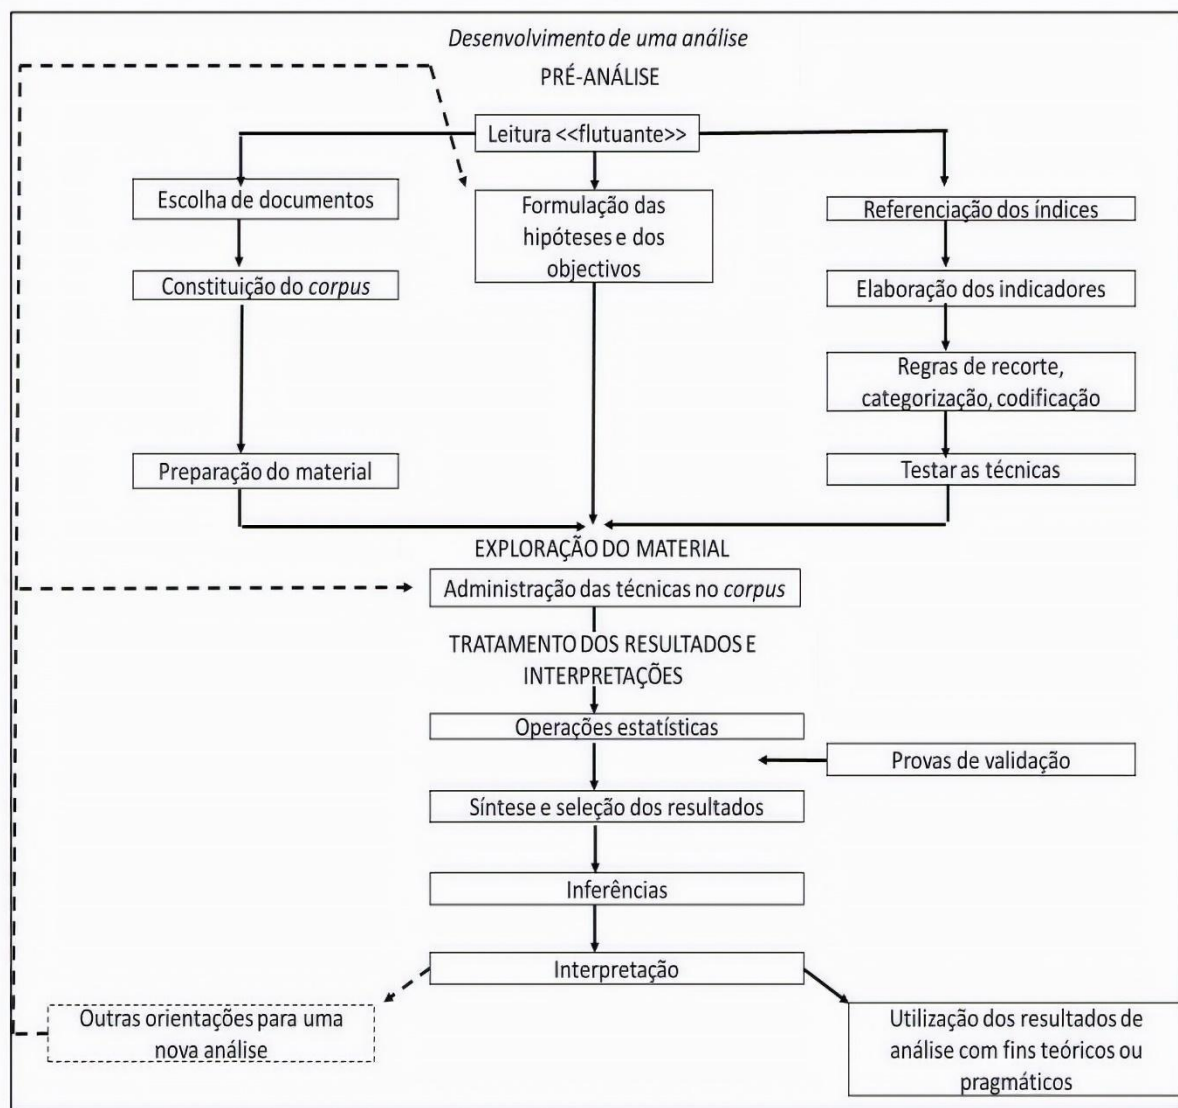 Desenvolvimento de uma análise
PRÉ-ANÁLISE
Leitura <<flutuante>>
Escolha de documentos
Constituição do corpus
Preparação do material
Formulação das
hipóteses e dos
objectivos
Referenciação dos índices
Elaboração dos indicadores
Regras de recorte,
categorização, codificação
Testar as técnicas
EXPLORAÇÃO DO MATERIAL
Administração das técnicas no corpus
TRATAMENTO DOS RESULTADOS E
INTERPRETAÇÕES
Operações estatísticas
Provas de validação
Síntese e seleção dos resultados
Inferências
Interpretação
Outras orientações para uma
nova análise
Utilização dos resultados de
análise com fins teóricos ou
pragmáticos